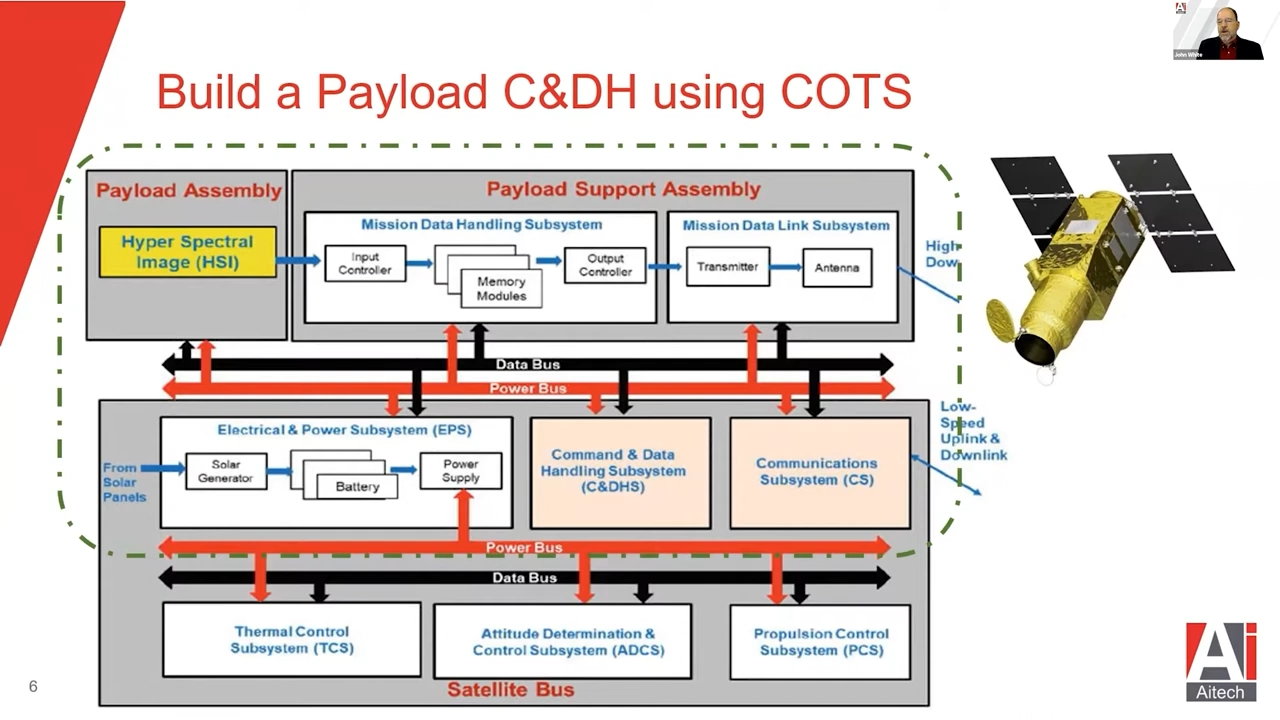 Ai
John White
Build a Payload C&DH using COTS
Payload Assembly
Hyper Spectral
Image (HSI)
Payload Support Assembly
Mission Data Handling Subsystem
Input
Controller
Memory
Modules
Output
Controller
Mission Data Link Subsystem
Transmitter
Antenna
High
Dow
Data Bus
Power Bus
Electrical & Power Subsystem (EPS)
From
Solar
Panels
Solar
Generator
Battery
Power
Supply
Command & Data
Handling Subsystem
(C&DHS)
Communications
Subsystem (CS)
Low-
Speed
Uplink &
Downlink
Power Bus
Data Bus
Thermal Control
Subsystem (TCS)
Attitude Determination &
Control Subsystem (ADCS)
Propulsion Control
Subsystem (PCS)
Satellite Bus
6
Ai
Aitech